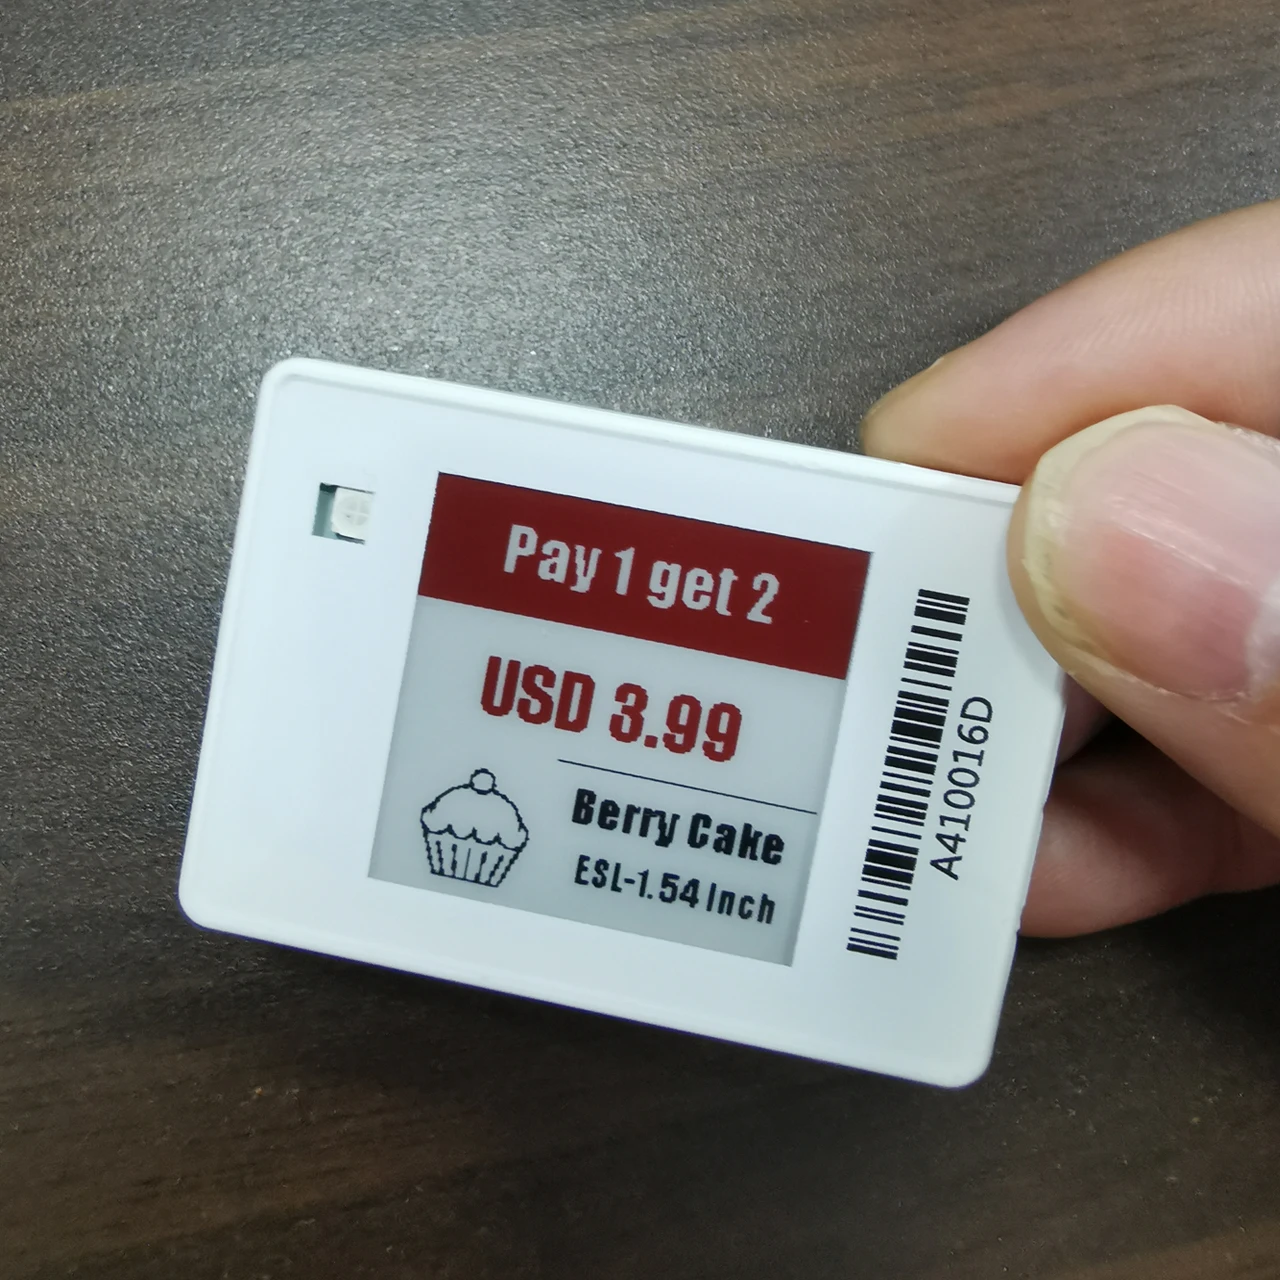 Pay 1 get 2
USD 3.99
Berry Cake
ESL-1.54 inch
A410016D